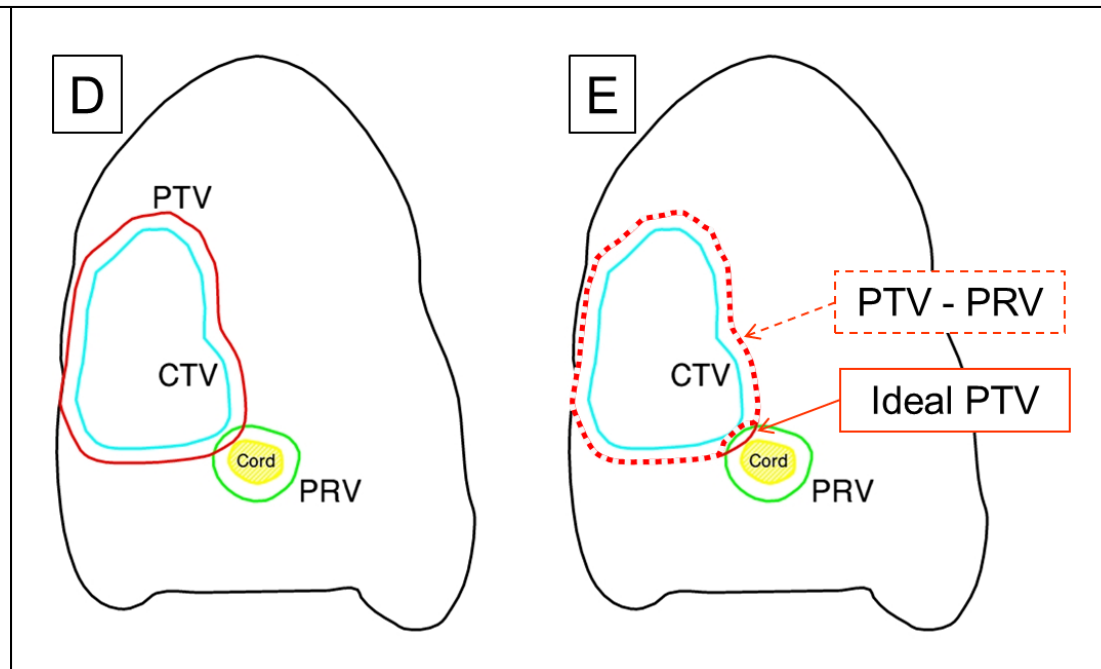 D
PTV
CTV
Cord
PRV
E
PTV - PRV
CTV
Ideal PTV
Cord
PRV